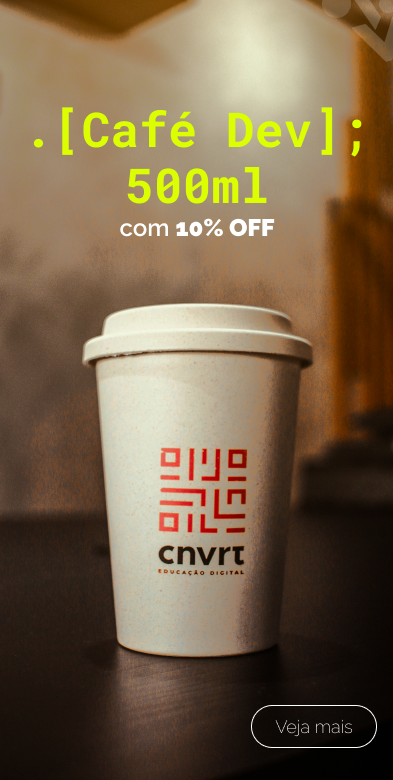 .[Café Dev];
500ml
com 10% OFF
cnvrt
EDUCAÇÃO DIGITAL
Veja mais